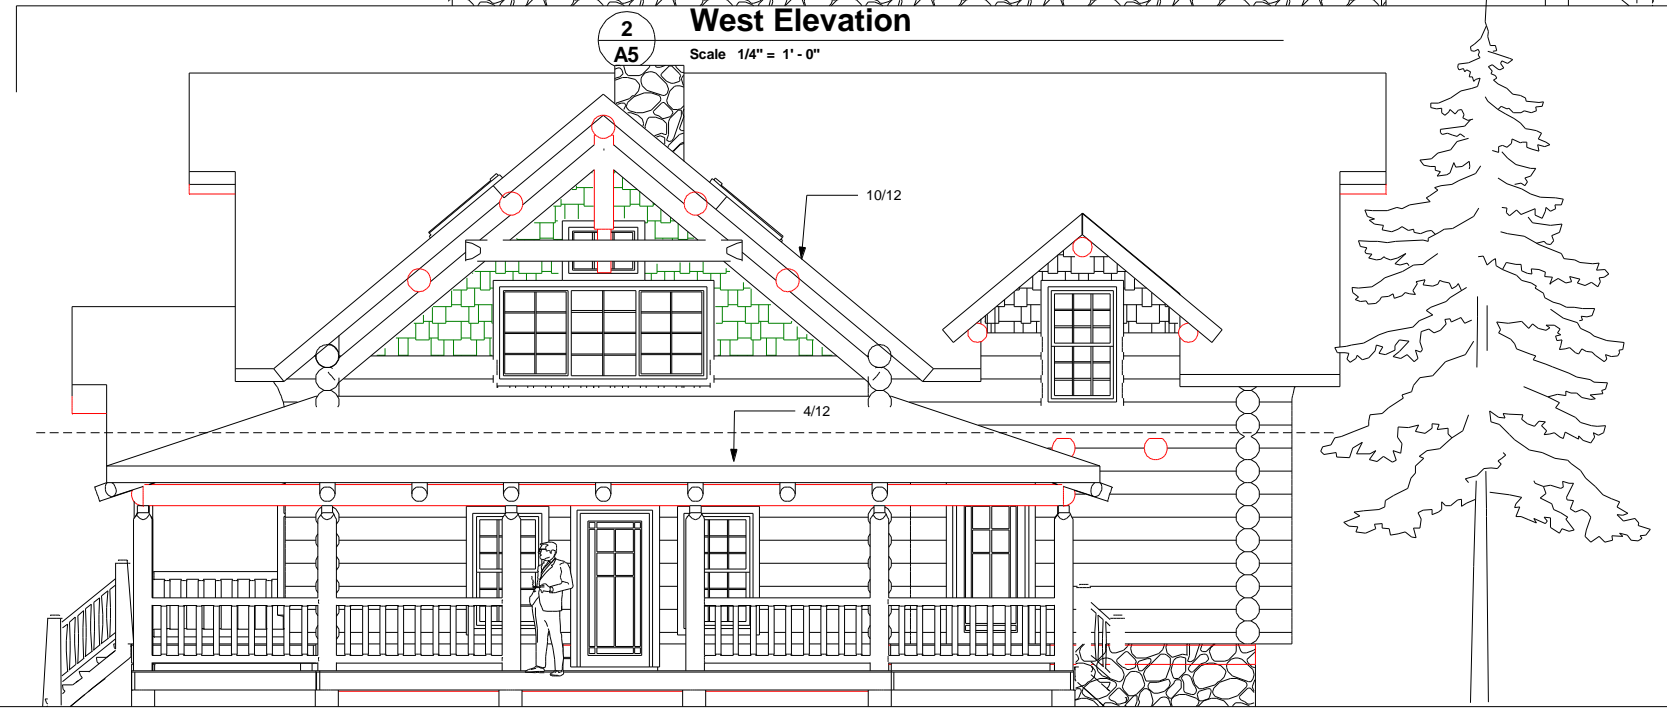 2
A5
West Elevation
Scale 1/4" = 1' - 0"
10/12
4/12